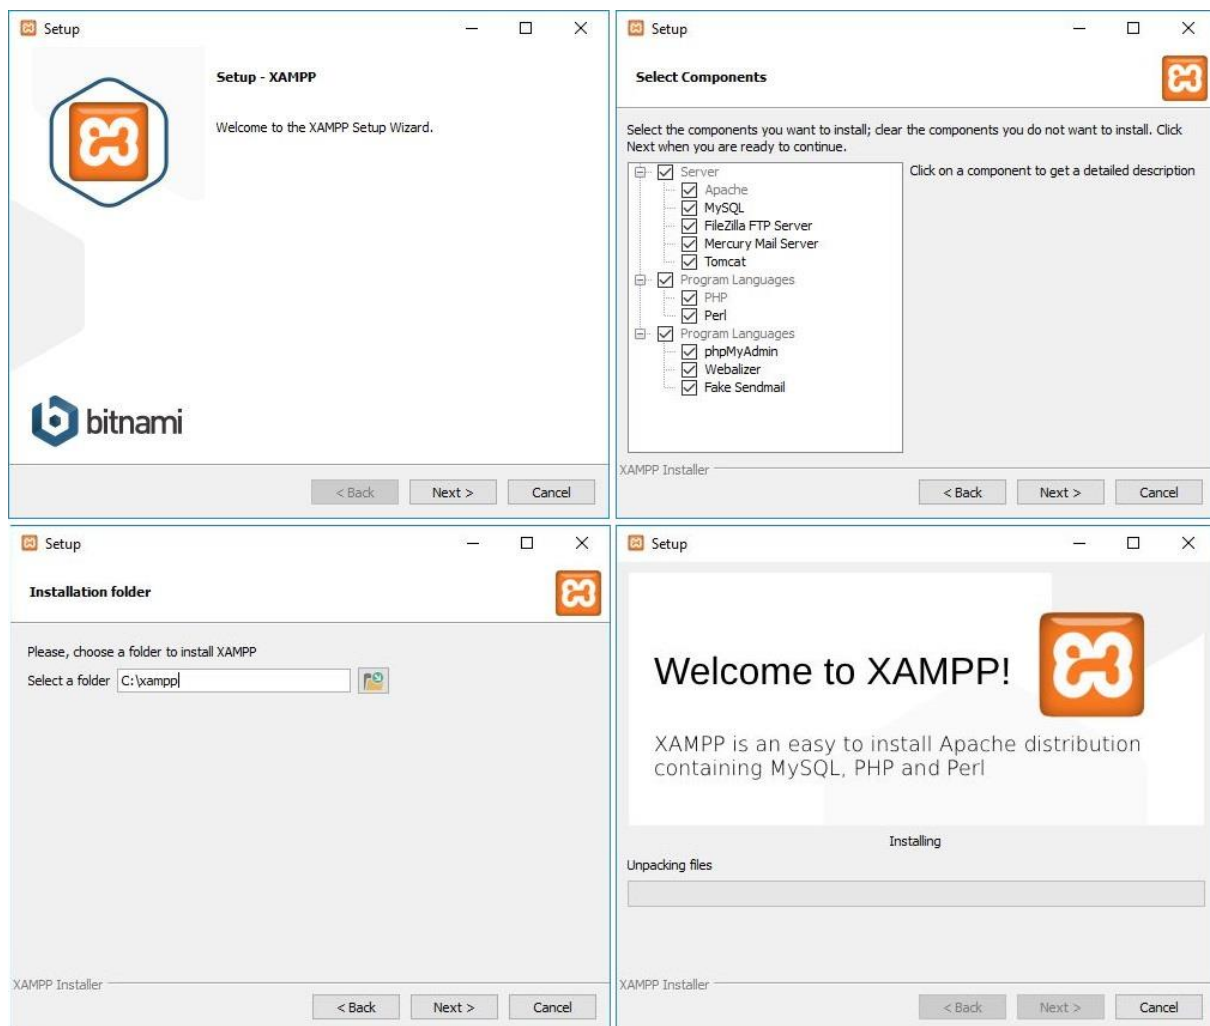 Setup
Setup - XAMPP
Welcome to the XAMPP Setup Wizard.
bitnami
< Back
Next >
Cancel
Setup
Select Components
Select the components you want to install; clear the components you do not want to install. Click
Next when you are ready to continue.
Server
Apache
MySQL
FileZilla FTP Server
Mercury Mail Server
Tomcat
Program Languages
PHP
Perl
Program Languages
phpMyAdmin
Webalizer
Fake Sendmail
Click on a component to get a detailed description
XAMPP Installer
< Back
Next >
Cancel
Setup
Installation folder
Please, choose a folder to install XAMPP
Select a folder C:\xampp
XAMPP Installer
< Back
Next >
Cancel
Setup
Welcome to XAMPP!
XAMPP is an easy to install Apache distribution
containing MySQL, PHP and Perl
Installing
Unpacking files
XAMPP Installer
< Back
Next >
Cancel